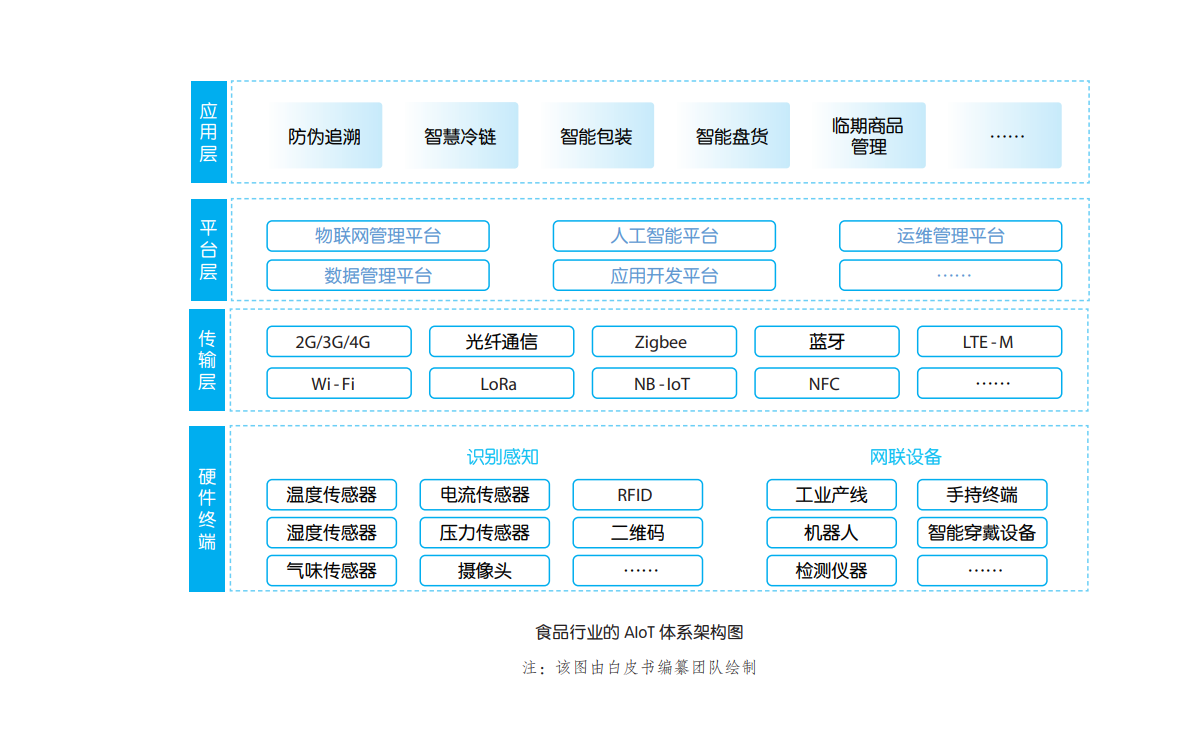 应用层
防伪追溯
智慧冷链
智能包装
智能盘货
临期商品
管理
……
平台层
物联网管理平台
人工智能平台
运维管理平台
数据管理平台
应用开发平台
……
传输层
2G/3G/4G
光纤通信
Zigbee
蓝牙
LTE-M
Wi-Fi
LoRa
NB-IoT
NFC
……
硬件终端
识别感知
网联设备
温度传感器
电流传感器
RFID
工业产线
手持终端
湿度传感器
压力传感器
二维码
机器人
智能穿戴设备
气味传感器
摄像头
……
检测仪器
……
食品行业的 AIoT 体系架构图
注：该图由白皮书编纂团队绘制